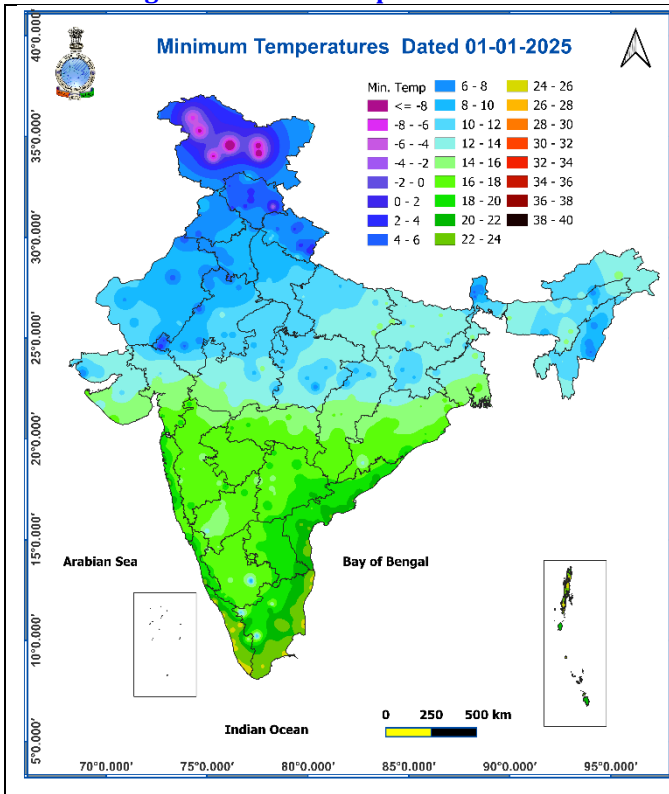 Minimum Temperatures Dated 01-01-2025
Min. Temp
<= -8
-8 - -6
-6 - -4
-4 - -2
-2 - 0
0 - 2
2 - 4
4 - 6
6 - 8
8 - 10
10 - 12
12 - 14
14 - 16
16 - 18
18 - 20
20 - 22
22 - 24
24 - 26
26 - 28
28 - 30
30 - 32
32 - 34
34 - 36
36 - 38
38 - 40
40°0.000'
35°0.000'
30°0.000'
25°0.000'
20°0.000'
15°0.000'
10°0.000'
5°0.000'
Arabian Sea
Bay of Bengal
Indian Ocean
0 250 500 km
70°0.000' 75°0.000' 80°0.000' 85°0.000' 90°0.000' 95°0.000'